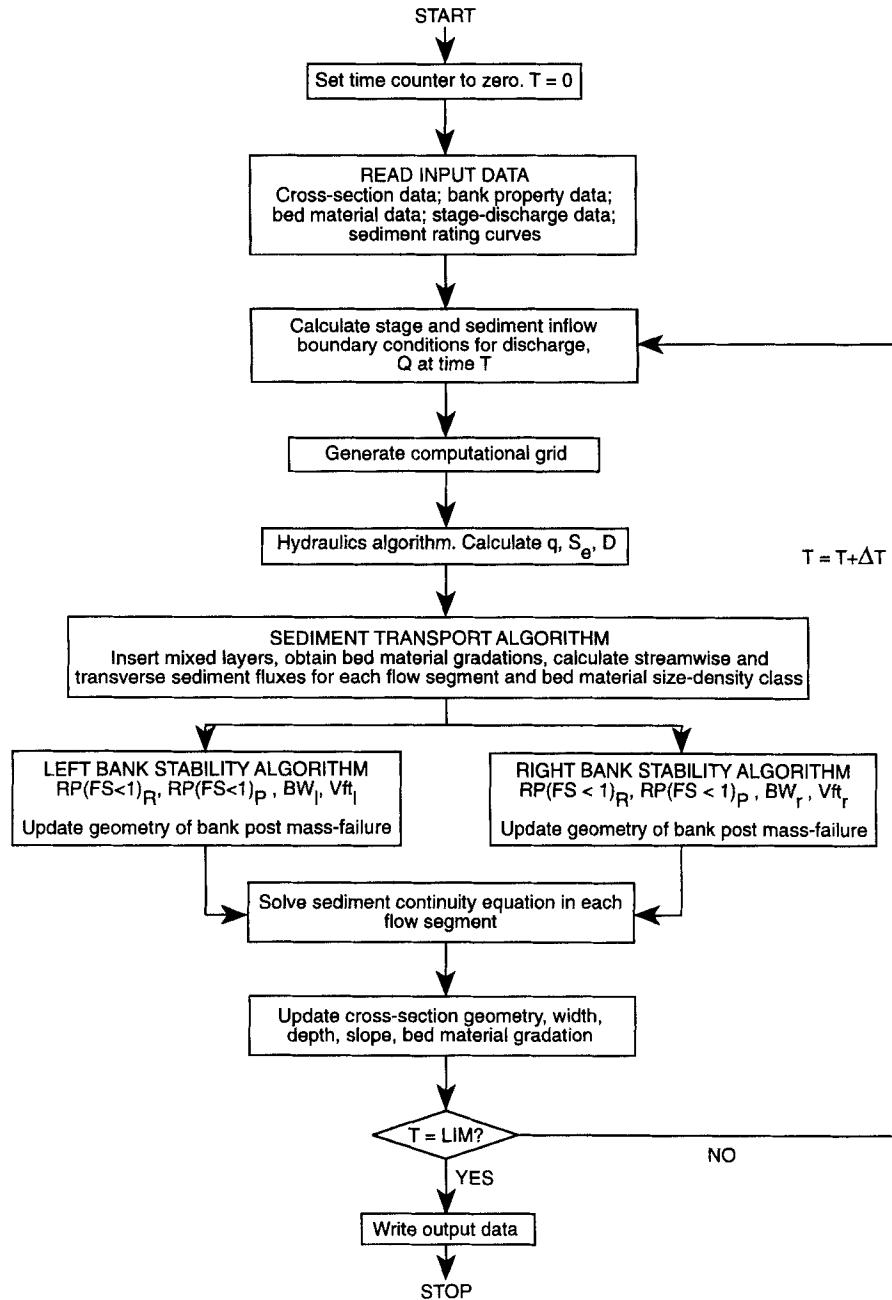 START
Set time counter to zero. T = 0
READ INPUT DATA
Cross-section data; bank property data;
bed material data; stage-discharge data;
sediment rating curves
Calculate stage and sediment inflow
boundary conditions for discharge,
Q at time T
Generate computational grid
Hydraulics algorithm. Calculate q, Se, D
T = T+ΔT
SEDIMENT TRANSPORT ALGORITHM
Insert mixed layers, obtain bed material gradations, calculate streamwise and
transverse sediment fluxes for each flow segment and bed material size-density class
LEFT BANK STABILITY ALGORITHM
RP(FS<1)R, RP(FS<1)P , BWl, Vftl
Update geometry of bank post mass-failure
RIGHT BANK STABILITY ALGORITHM
RP(FS < 1)R, RP(FS < 1)P , BWr, Vftr
Update geometry of bank post mass-failure
Solve sediment continuity equation in each
flow segment
Update cross-section geometry, width,
depth, slope, bed material gradation
T = LIM?
NO
YES
Write output data
STOP